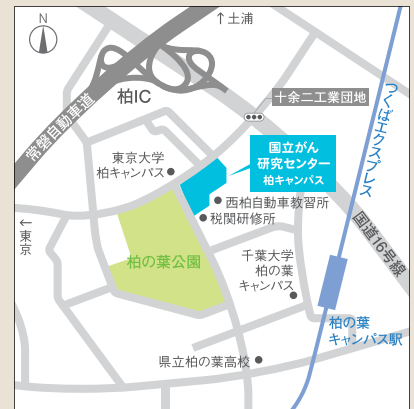 N
↑土浦
柏IC
常磐自動車道
十余二工業団地
つくばエクスプレス
国立がん
研究センター
柏キャンパス
東京大学
柏キャンパス
西柏自動車教習所
税関研修所
←東京
国道16号線
柏の葉公園
千葉大学
柏の葉
キャンパス
柏の葉
キャンパス駅
県立柏の葉高校